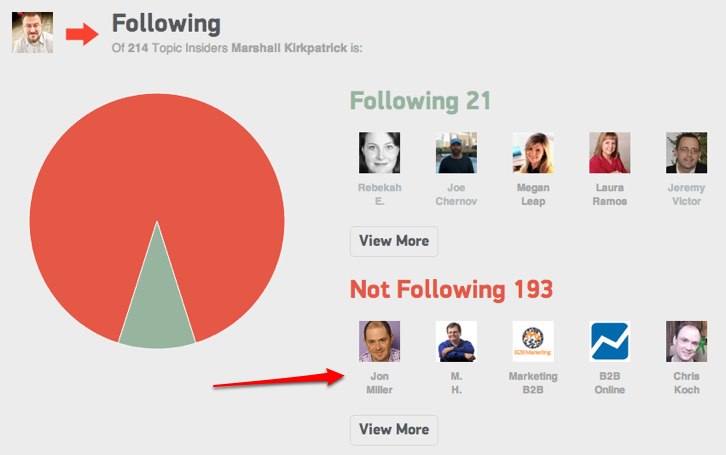 Following
Of 214 Topic Insiders Marshall Kirkpatrick is:
Following 21
Rebekah E.
Joe Chernov
Megan Leap
Laura Ramos
Jeremy Victor
View More
Not Following 193
B2B Marketing
Jon Miller
M. H.
Marketing B2B
B2B Online
Chris Koch
View More